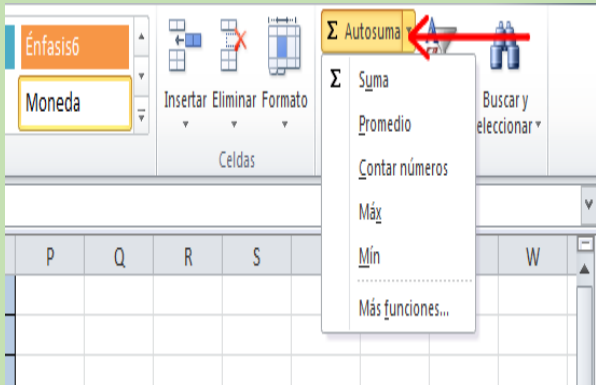 Énfasis6
Moneda
Insertar Eliminar Formato
Celdas
Σ Autosuma
Σ Suma
Promedio
Contar números
Máx
Mín
Más funciones...
Buscar y
eleccionar
P Q R S W